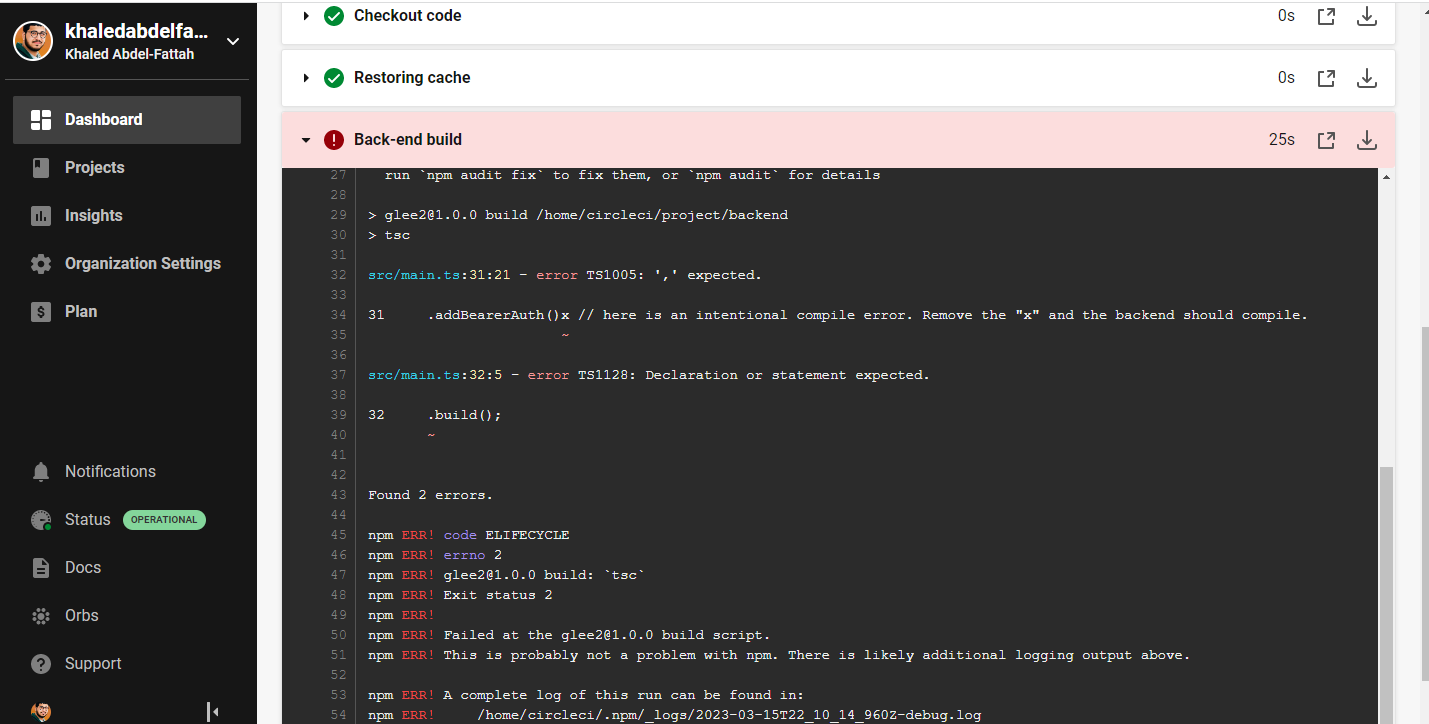 khaledabdelfa...
Khaled Abdel-Fattah
Dashboard
Projects
Insights
Organization Settings
Plan
Notifications
Status OPERATIONAL
Docs
Orbs
Support
Checkout code 0s
Restoring cache 0s
Back-end build 25s
27 run `npm audit fix` to fix them, or `npm audit` for details
28
29 > glee2@1.0.0 build /home/circleci/project/backend
30 > tsc
31
32 src/main.ts:31:21 - error TS1005: ',' expected.
33
34 31     .addBearerAuth()x // here is an intentional compile error. Remove the "x" and the backend should compile.
35 ~
36
37 src/main.ts:32:5 - error TS1128: Declaration or statement expected.
38
39 32     .build();
40 ~
41
42
43 Found 2 errors.
44
45 npm ERR! code ELIFECYCLE
46 npm ERR! errno 2
47 npm ERR! glee2@1.0.0 build: `tsc`
48 npm ERR! Exit status 2
49 npm ERR!
50 npm ERR! Failed at the glee2@1.0.0 build script.
51 npm ERR! This is probably not a problem with npm. There is likely additional logging output above.
52
53 npm ERR! A complete log of this run can be found in:
54 npm ERR!     /home/circleci/.npm/_logs/2023-03-15T22_10_14_960Z-debug.log